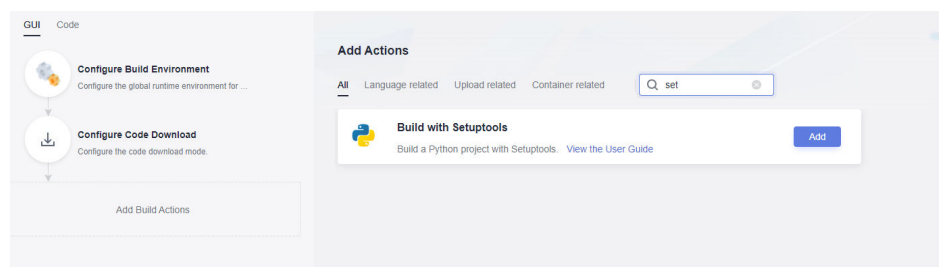 GUI Code
Configure Build Environment
Configure the global runtime environment for ...
Configure Code Download
Configure the code download mode.
Add Build Actions
Add Actions
All Language related Upload related Container related set
Build with Setuptools
Build a Python project with Setuptools. View the User Guide
Add